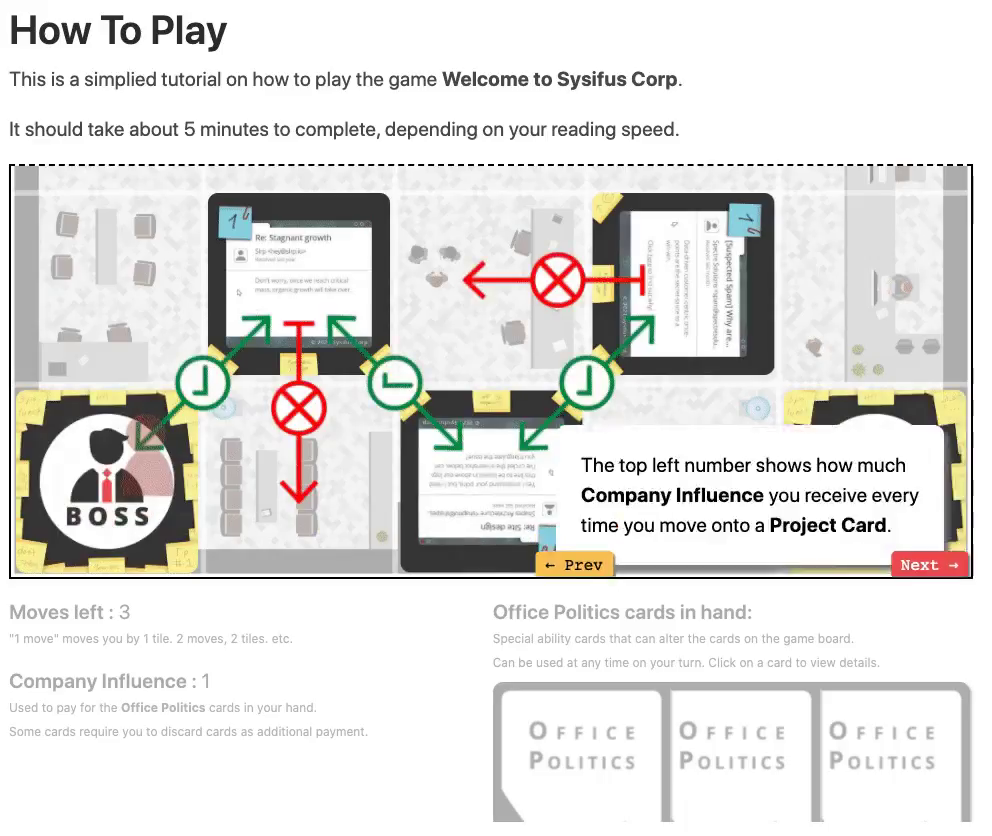 How To Play
This is a simplied tutorial on how to play the game Welcome to Sysifus Corp.
It should take about 5 minutes to complete, depending on your reading speed.
1
Re: Stagnant growth
Don't worry, once we reach critical
mass, organic growth will take over.
1
[Suspected Spam] Why are...
BOSS
Re: Site design
The top left number shows how much
Company Influence you receive every
time you move onto a Project Card.
← Prev
Next →
Moves left : 3
"1 move" moves you by 1 tile. 2 moves, 2 tiles. etc.
Company Influence : 1
Used to pay for the Office Politics cards in your hand.
Some cards require you to discard cards as additional payment.
Office Politics cards in hand:
Special ability cards that can alter the cards on the game board.
Can be used at any time on your turn. Click on a card to view details.
OFFICE
POLITICS
OFFICE
POLITICS
OFFICE
POLITICS